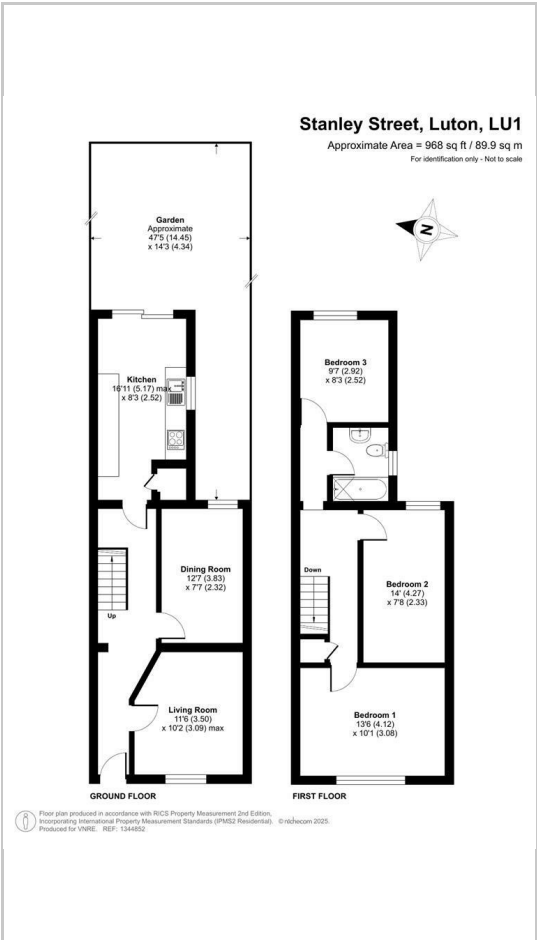 Stanley Street, Luton, LU1
Approximate Area = 968 sq ft / 89.9 sq m
For identification only - Not to scale
N
Garden
Approximate
47'5 (14.45)
x 14'3 (4.34)
Kitchen
16'11 (5.17) max
x 8'3 (2.52)
Dining Room
12'7 (3.83)
x 7'7 (2.32)
Up
Living Room
11'6 (3.50)
x 10'2 (3.09) max
GROUND FLOOR
Bedroom 3
9'7 (2.92)
x 8'3 (2.52)
Down
Bedroom 2
14' (4.27)
x 7'8 (2.33)
Bedroom 1
13'6 (4.12)
x 10'1 (3.08)
FIRST FLOOR
Floor plan produced in accordance with RICS Property Measurement 2nd Edition,
Incorporating International Property Measurement Standards (IPMS2 Residential). © nichecom 2025.
Produced for VNRE. REF: 1344852